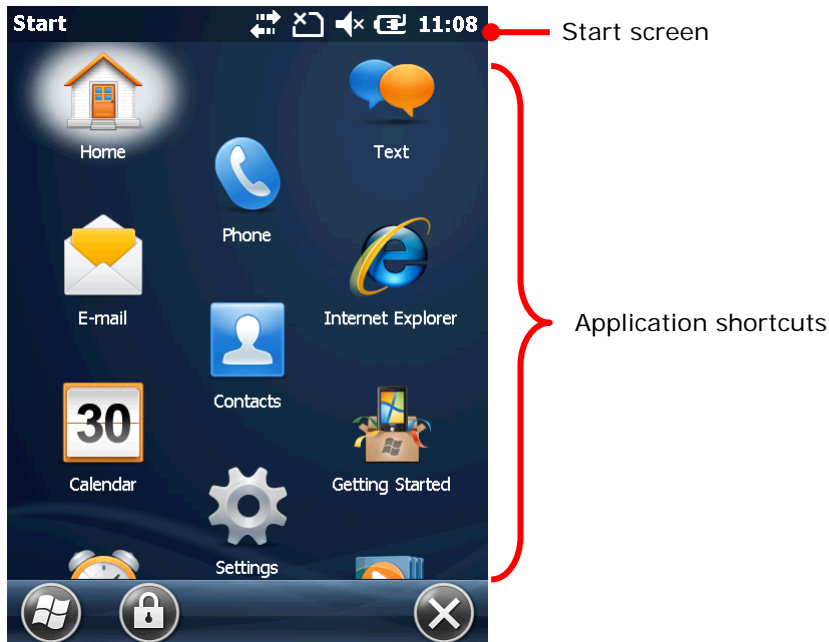 Start 11:08
Start screen
Home
Text
Phone
E-mail
Internet Explorer
Application shortcuts
Contacts
30
Calendar
Getting Started
Settings